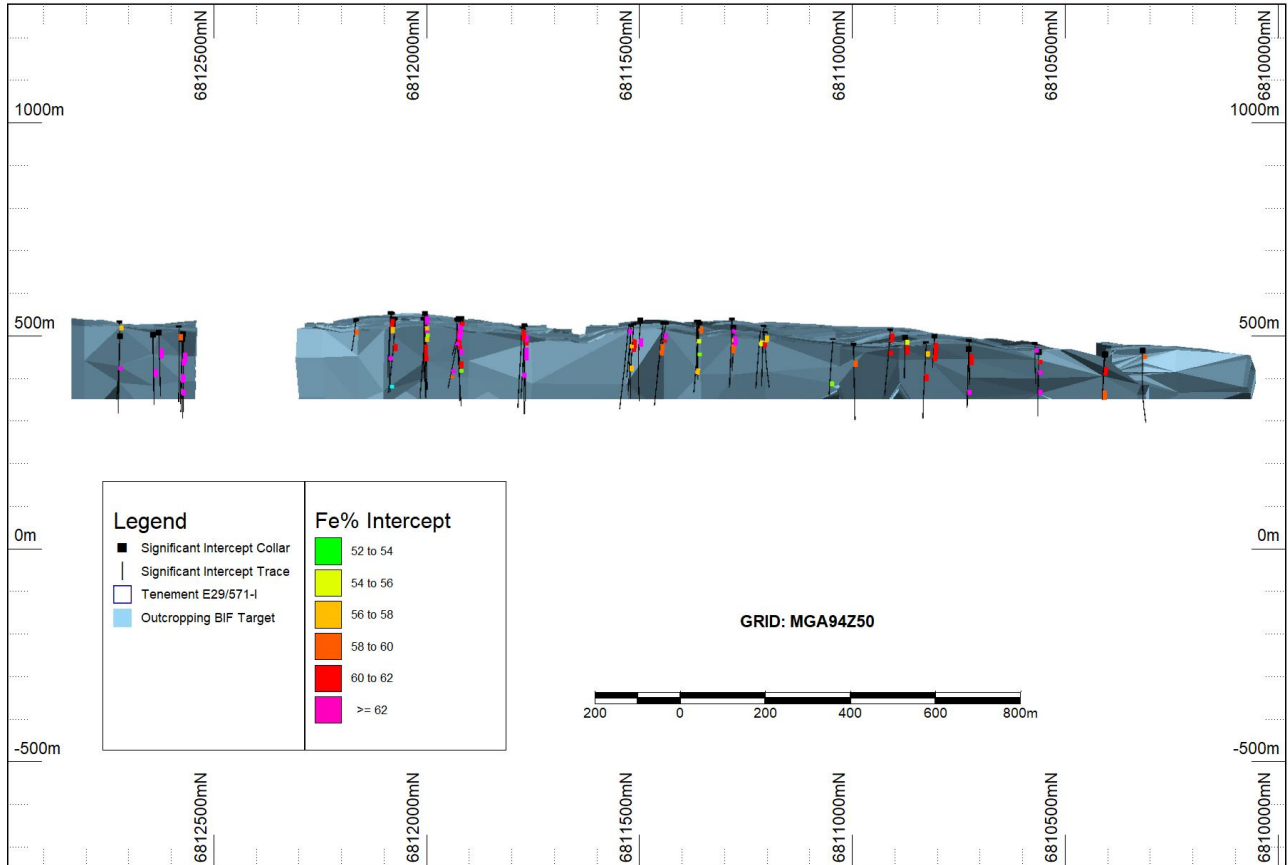 6812500mN
6812000mN
6811500mN
6811000mN
6810500mN
6810000mN
1000m
1000m
500m
500m
Legend
Significant Intercept Collar
Significant Intercept Trace
Tenement E29/571-I
Outcropping BIF Target
Fe% Intercept
52 to 54
54 to 56
56 to 58
58 to 60
60 to 62
>= 62
0m
0m
GRID: MGA94Z50
200 0 200 400 600 800m
-500m
-500m
6812500mN
6812000mN
6811500mN
6811000mN
6810500mN
6810000mN